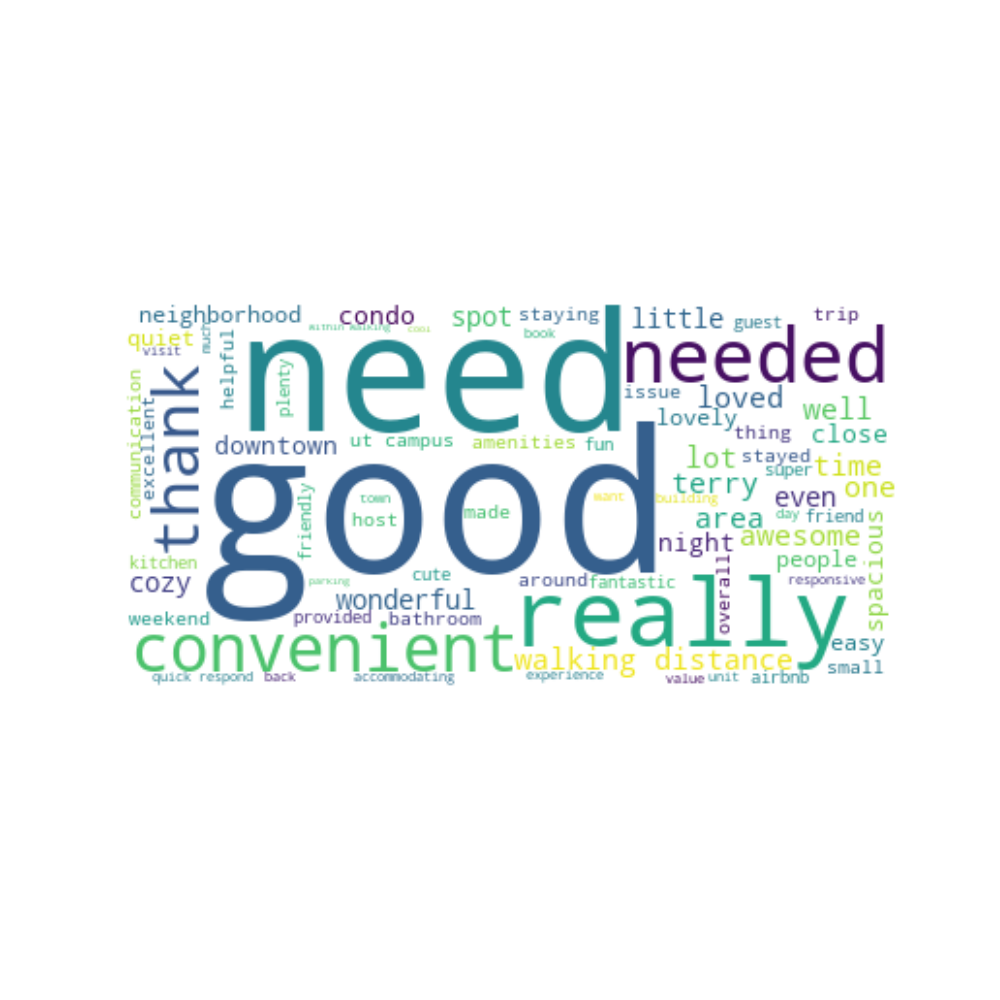 neighborhood
condo
spot
staying
little
guest
trip
within walking
cool
book
quiet
visit
much
helpful
plenty
need
needed
thank
communication
excellent
issue
loved
lovely
well
thing
close
downtown
ut campus
amenities
fun
good
lot
stayed
super
time
terry
even
one
friendly
town
host
made
want
building
area
day
friend
night
awesome
people
spacious
kitchen
cozy
parking
cute
around
fantastic
overall
responsive
wonderful
really
weekend
provided
bathroom
convenient
walking distance
easy
small
quick respond
back
accommodating
experience
value
unit
airbnb